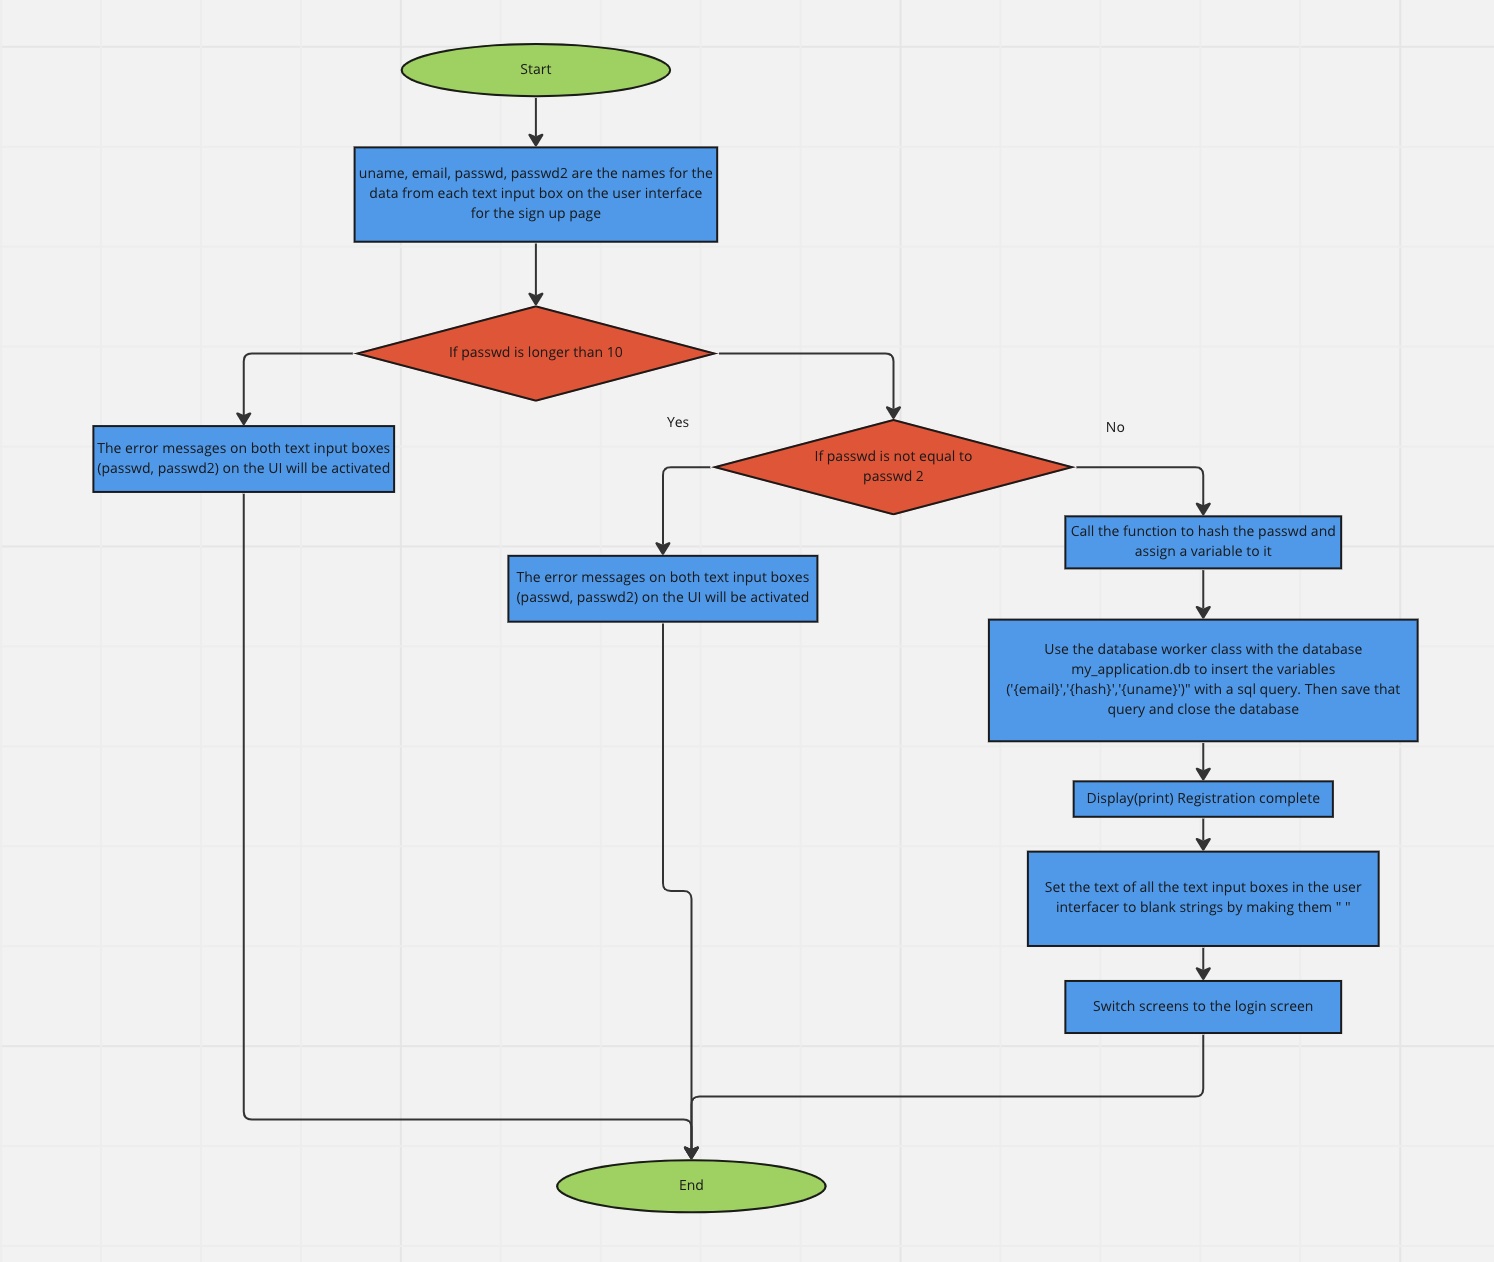 Start
uname, email, passwd, passwd2 are the names for the
data from each text input box on the user interface
for the sign up page
If passwd is longer than 10
The error messages on both text input boxes
(passwd, passwd2) on the UI will be activated
Yes
No
If passwd is not equal to
passwd 2
The error messages on both text input boxes
(passwd, passwd2) on the UI will be activated
Call the function to hash the passwd and
assign a variable to it
Use the database worker class with the database
my_application.db to insert the variables
('{email}','{hash}','{uname}')" with a sql query. Then save that
query and close the database
Display(print) Registration complete
Set the text of all the text input boxes in the user
interfacer to blank strings by making them " "
Switch screens to the login screen
End